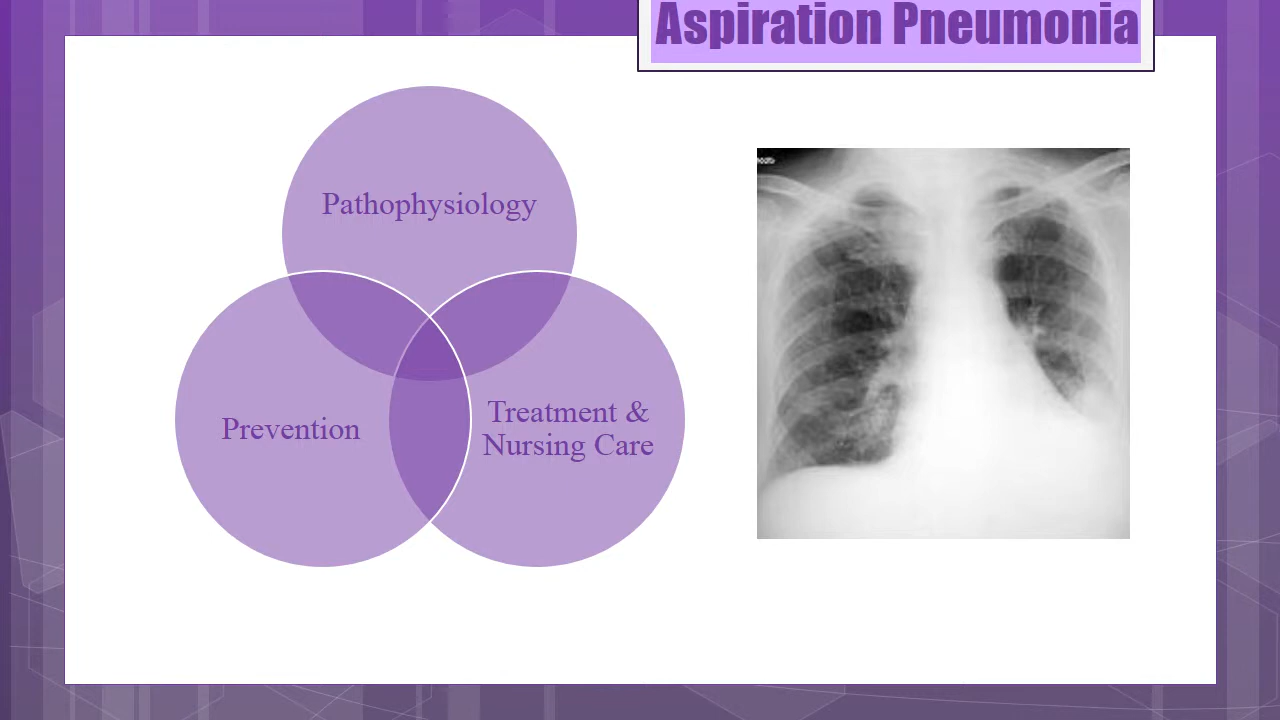 Aspiration Pneumonia
Pathophysiology
Prevention
Treatment &
Nursing Care